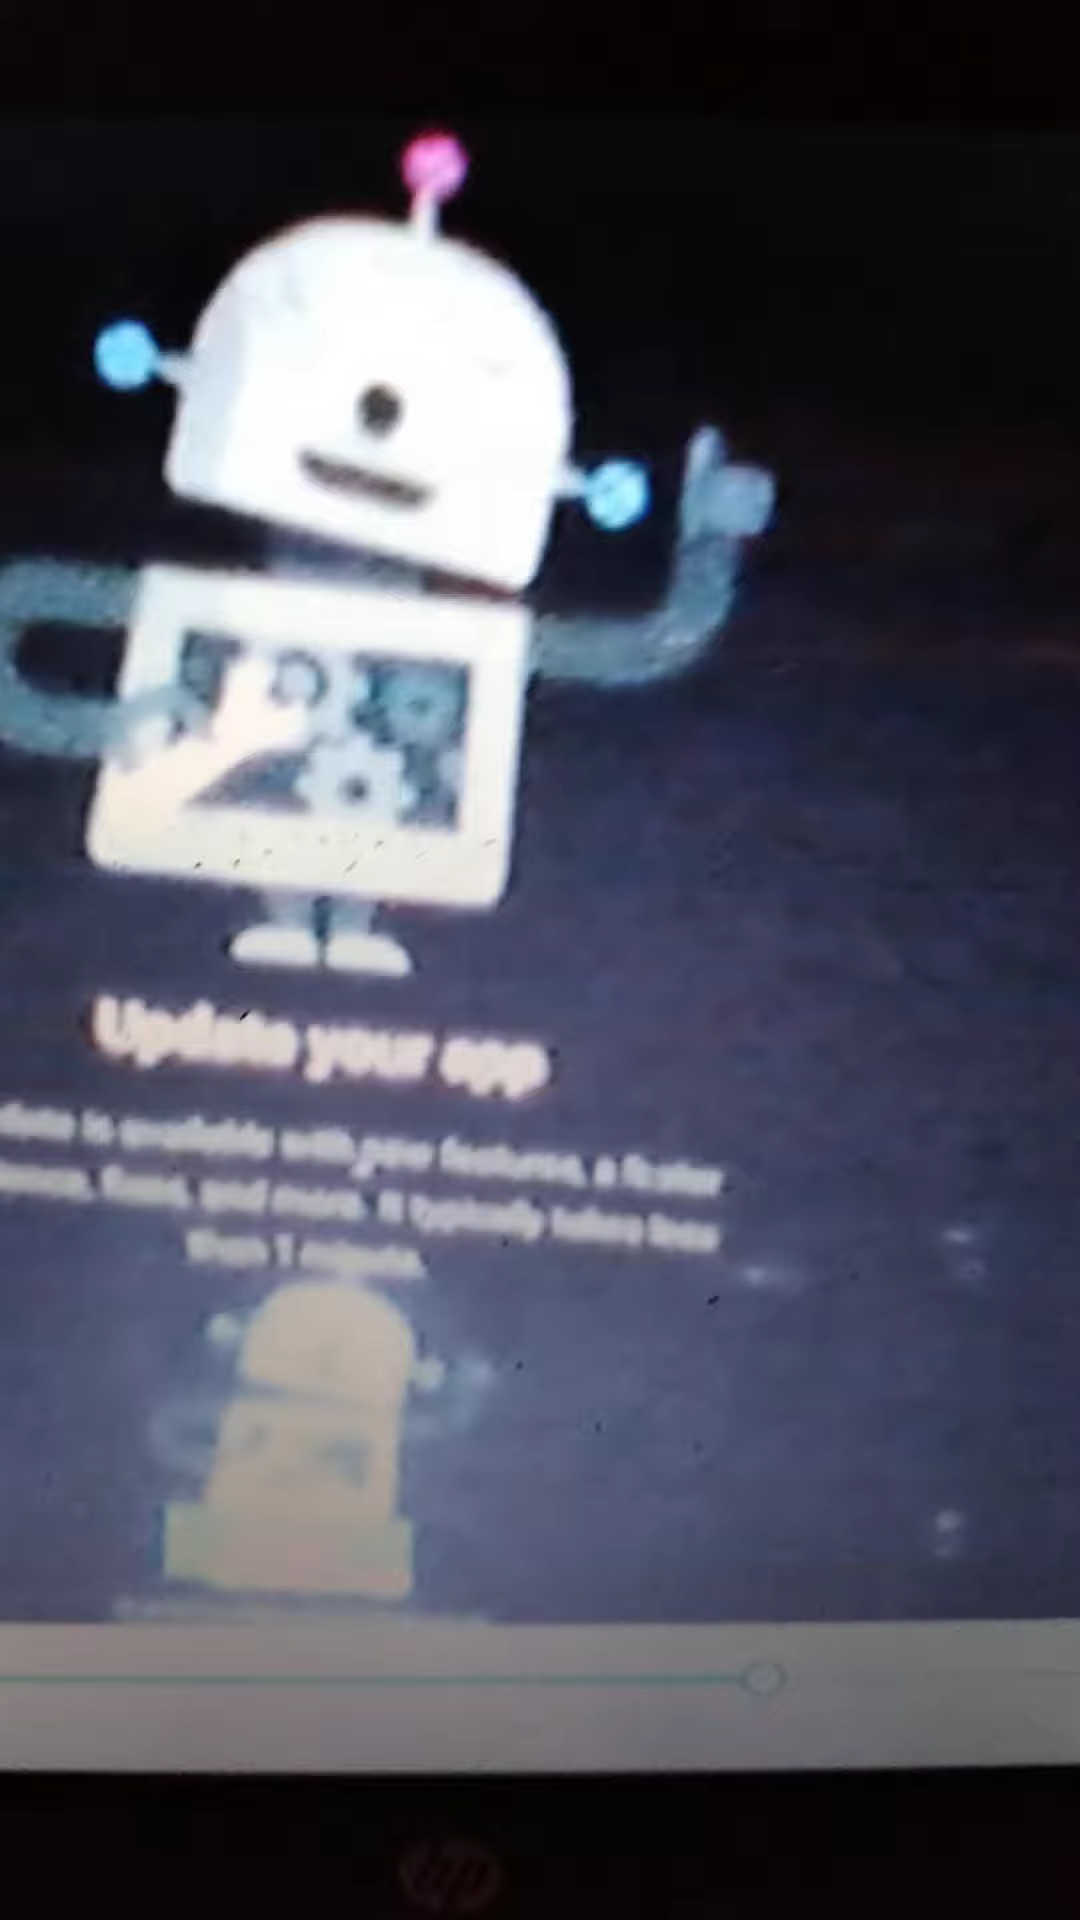 Update your app
is available with new features, a faster
fixes, and more. It typically takes less
than 1 minute.
hp